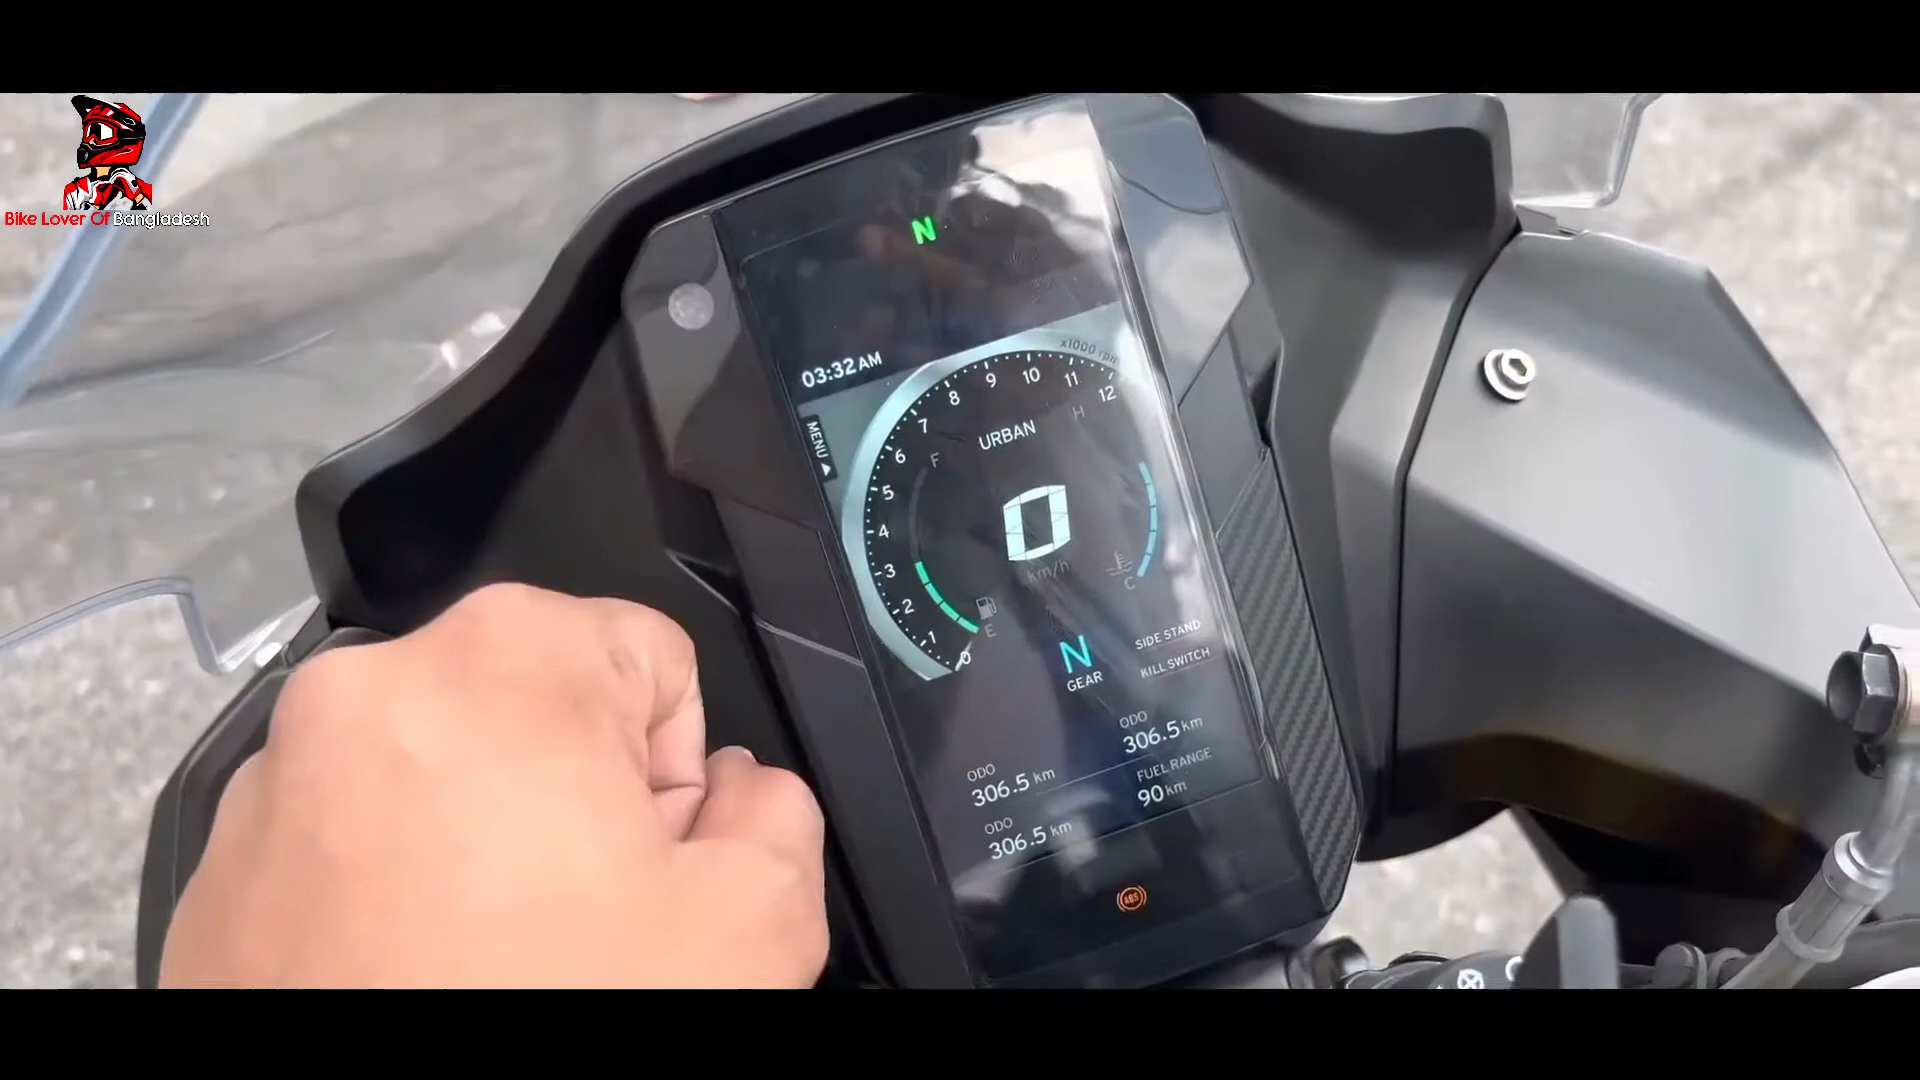 Bike Lover Of Bangladesh
N
03:32 AM
x1000 rpm
MENU
0
1
2
3
4
5
6
7
8
9
10
11
12
F
H
URBAN
0
km/h
E
C
N
GEAR
SIDE STAND
KILL SWITCH
ODO
306.5 km
ODO
306.5 km
FUEL RANGE
90 km
ODO
306.5 km
ABS